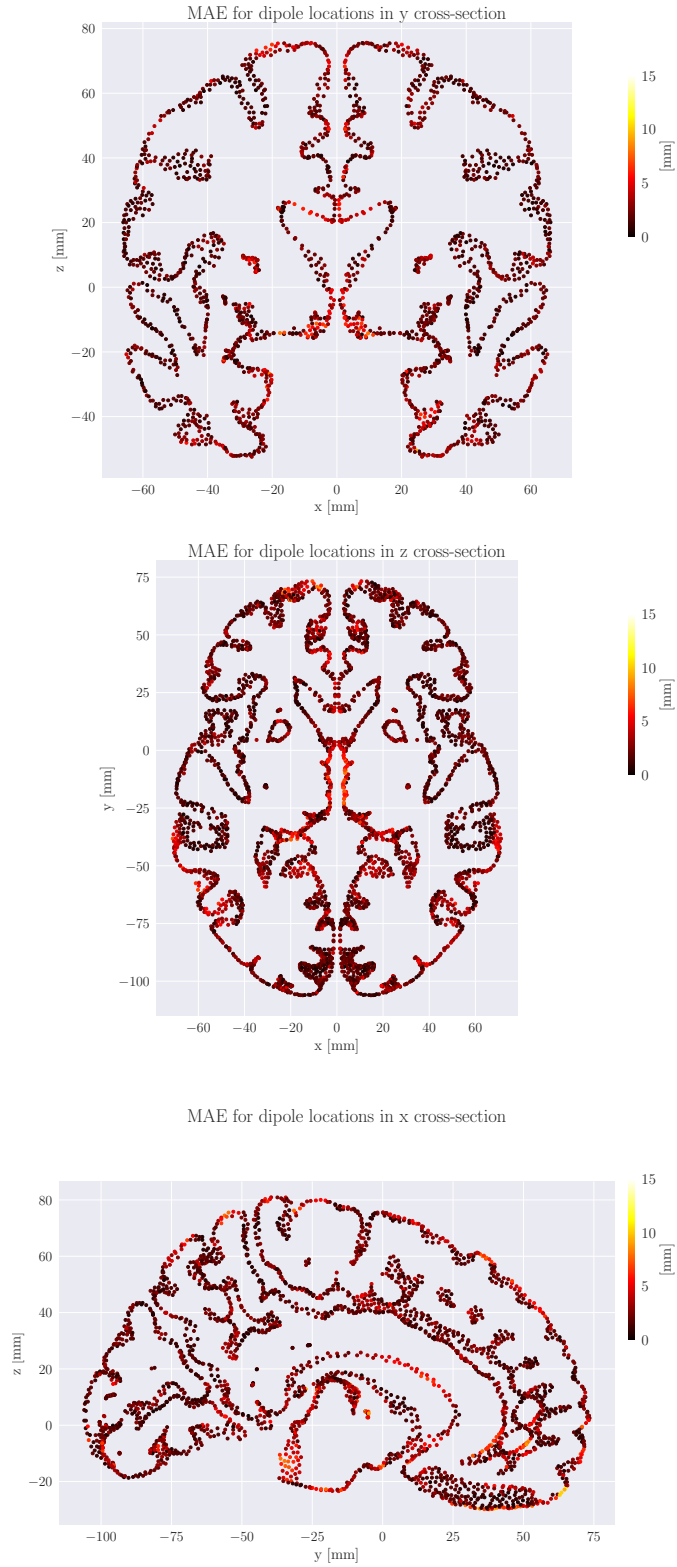 MAE for dipole locations in y cross-section
80
60
40
20
0
−20
−40
z [mm]
−60 −40 −20 0 20 40 60
x [mm]
15
10
5
0
[mm]
MAE for dipole locations in z cross-section
75
50
25
0
−25
−50
−75
−100
y [mm]
−60 −40 −20 0 20 40 60
x [mm]
15
10
5
0
[mm]
MAE for dipole locations in x cross-section
80
60
40
20
0
−20
z [mm]
−100 −75 −50 −25 0 25 50 75
y [mm]
15
10
5
0
[mm]